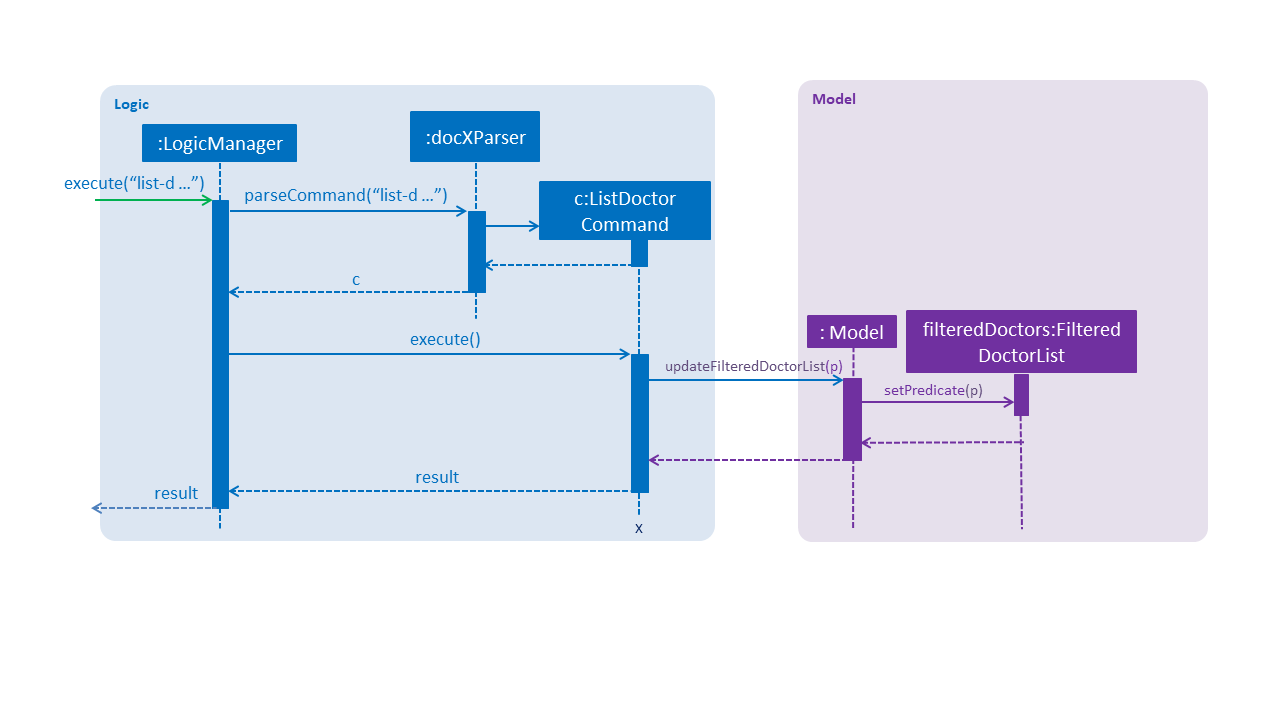 Logic
Model
:LogicManager
:docXParser
execute(“list-d …”)
parseCommand(“list-d …”)
c:ListDoctor
Command
c
execute()
: Model
filteredDoctors:Filtered
DoctorList
updateFilteredDoctorList(p)
setPredicate(p)
result
result
x